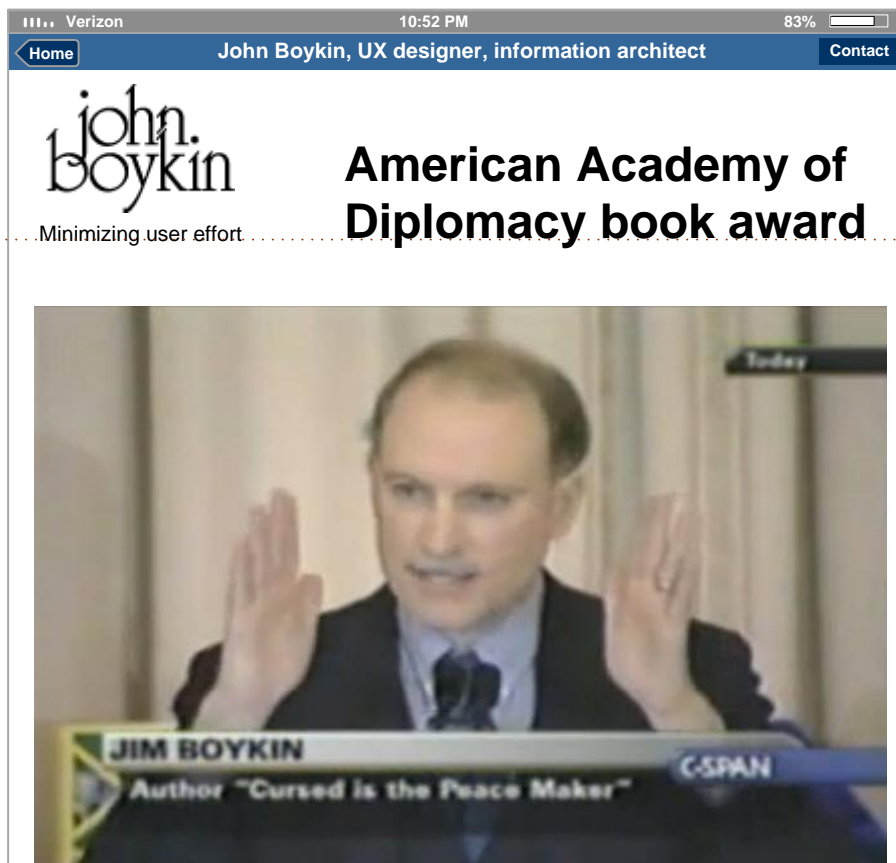 Verizon
10:52 PM
83%
Home
John Boykin, UX designer, information architect
Contact
john
boykin
Minimizing user effort
American Academy of
Diplomacy book award
Today
JIM BOYKIN
C-SPAN
Author "Cursed is the Peace Maker"